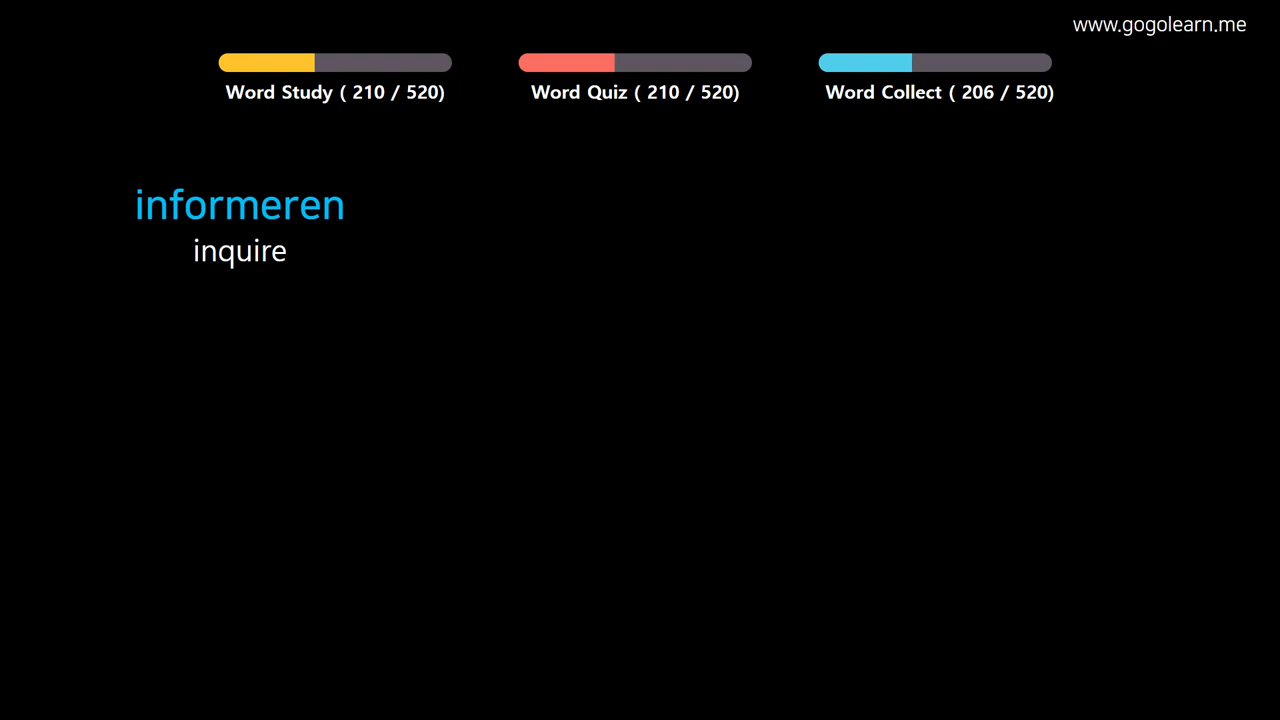 www.gogolearn.me
Word Study ( 210 / 520)
Word Quiz ( 210 / 520)
Word Collect ( 206 / 520)
informeren
inquire